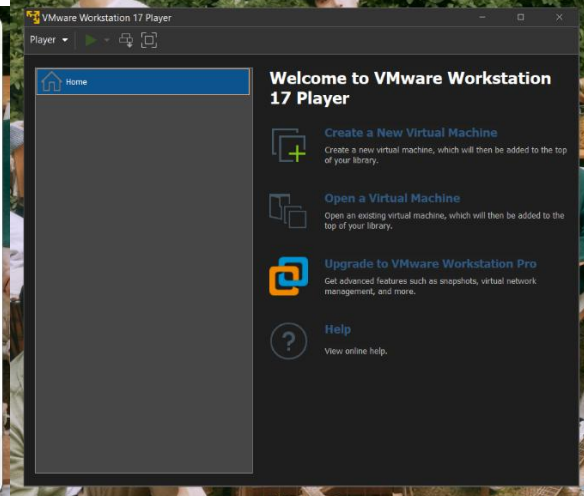 VMware Workstation 17 Player
Player
Home
Welcome to VMware Workstation
17 Player
Create a New Virtual Machine
Create a new virtual machine, which will then be added to the top
of your library.
Open a Virtual Machine
Open an existing virtual machine, which will then be added to the
top of your library.
Upgrade to VMware Workstation Pro
Get advanced features such as snapshots, virtual network
management, and more.
?
Help
View online help.